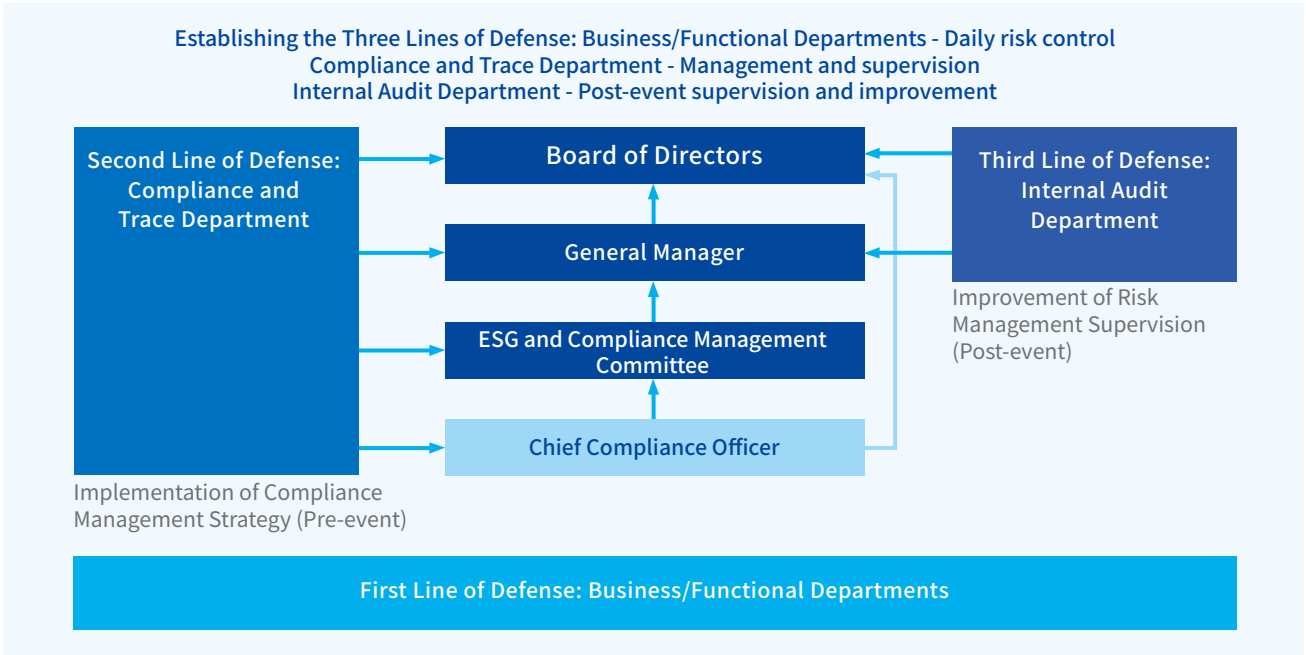 Establishing the Three Lines of Defense: Business/Functional Departments - Daily risk control
Compliance and Trace Department - Management and supervision
Internal Audit Department - Post-event supervision and improvement
Second Line of Defense:
Compliance and
Trace Department
Implementation of Compliance
Management Strategy (Pre-event)
Board of Directors
General Manager
ESG and Compliance Management
Committee
Chief Compliance Officer
Third Line of Defense:
Internal Audit
Department
Improvement of Risk
Management Supervision
(Post-event)
First Line of Defense: Business/Functional Departments